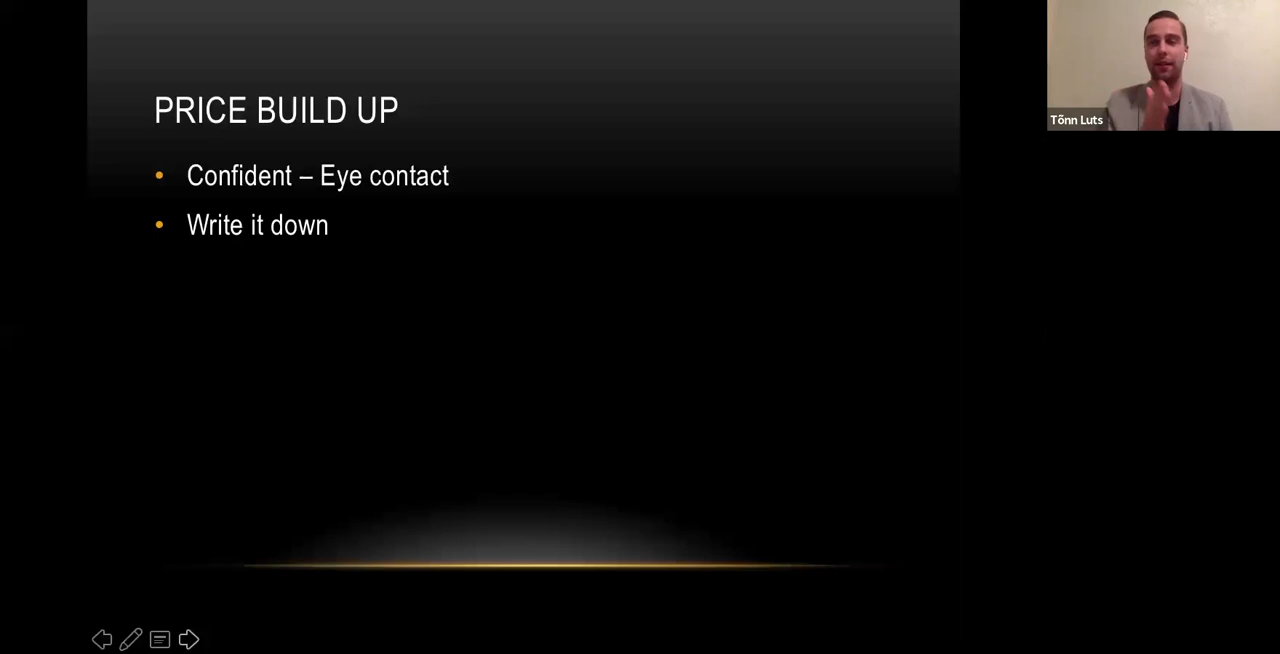 PRICE BUILD UP
• Confident – Eye contact
• Write it down
Tõnn Luts